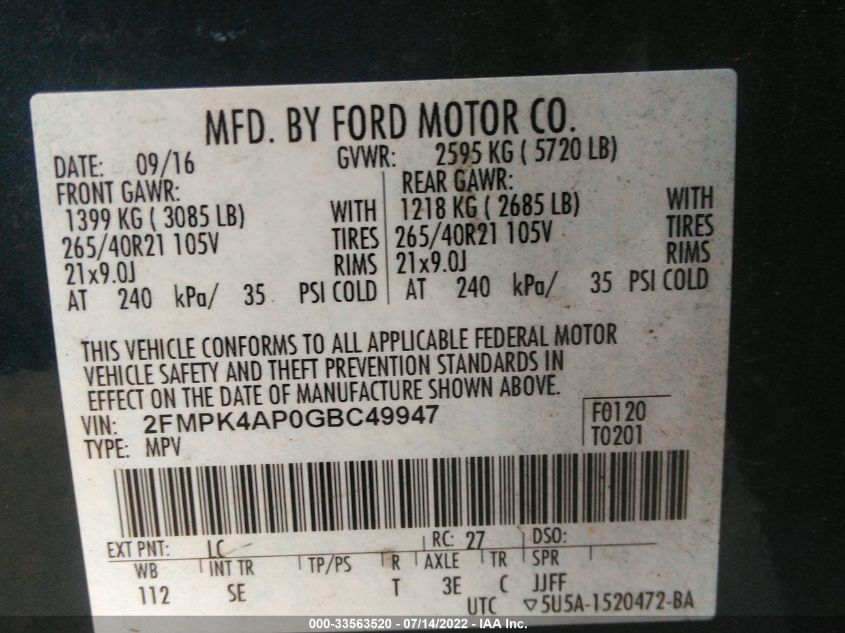 MFD. BY FORD MOTOR CO.
DATE: 09/16 GVWR: 2595 KG ( 5720 LB)
FRONT GAWR: REAR GAWR:
1399 KG ( 3085 LB) WITH 1218 KG ( 2685 LB) WITH
265/40R21 105V TIRES 265/40R21 105V TIRES
21x9.0J RIMS 21x9.0J RIMS
AT 240 kPa/ 35 PSI COLD AT 240 kPa/ 35 PSI COLD
THIS VEHICLE CONFORMS TO ALL APPLICABLE FEDERAL MOTOR
VEHICLE SAFETY AND THEFT PREVENTION STANDARDS IN
EFFECT ON THE DATE OF MANUFACTURE SHOWN ABOVE.
VIN: 2FMPK4AP0GBC49947 F0120
TYPE: MPV T0201
EXT PNT: LC RC: 27 DSO:
WB INT TR TP/PS R AXLE TR SPR
112 SE T 3E C JJFF
UTC ▽5U5A-1520472-BA
000-33563520 - 07/14/2022 - IAA Inc.